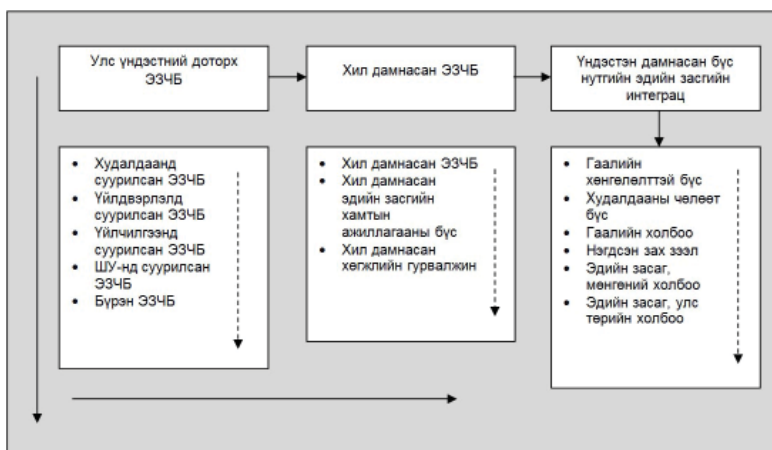 Улс үндэстний доторх
ЭЗЧБ
Хил дамнасан ЭЗЧБ
Үндэстэн дамнасан бүс
нутгийн эдийн засгийн
интеграц
• Худалдаанд
суурилсан ЭЗЧБ
• Үйлдвэрлэлд
суурилсан ЭЗЧБ
• Үйлчилгээнд
суурилсан ЭЗЧБ
• ШУ-нд суурилсан
ЭЗЧБ
• Бүрэн ЭЗЧБ
• Хил дамнасан ЭЗЧБ
• Хил дамнасан
эдийн засгийн
хамтын
ажиллагааны бүс
• Хил дамнасан
хөгжлийн гурвалжин
• Гаалийн
хөнгөлөлттэй бүс
• Худалдааны чөлөөт
бүс
• Гаалийн холбоо
• Нэгдсэн зах зээл
• Эдийн засаг,
мөнгөний холбоо
• Эдийн засаг, улс
төрийн холбоо